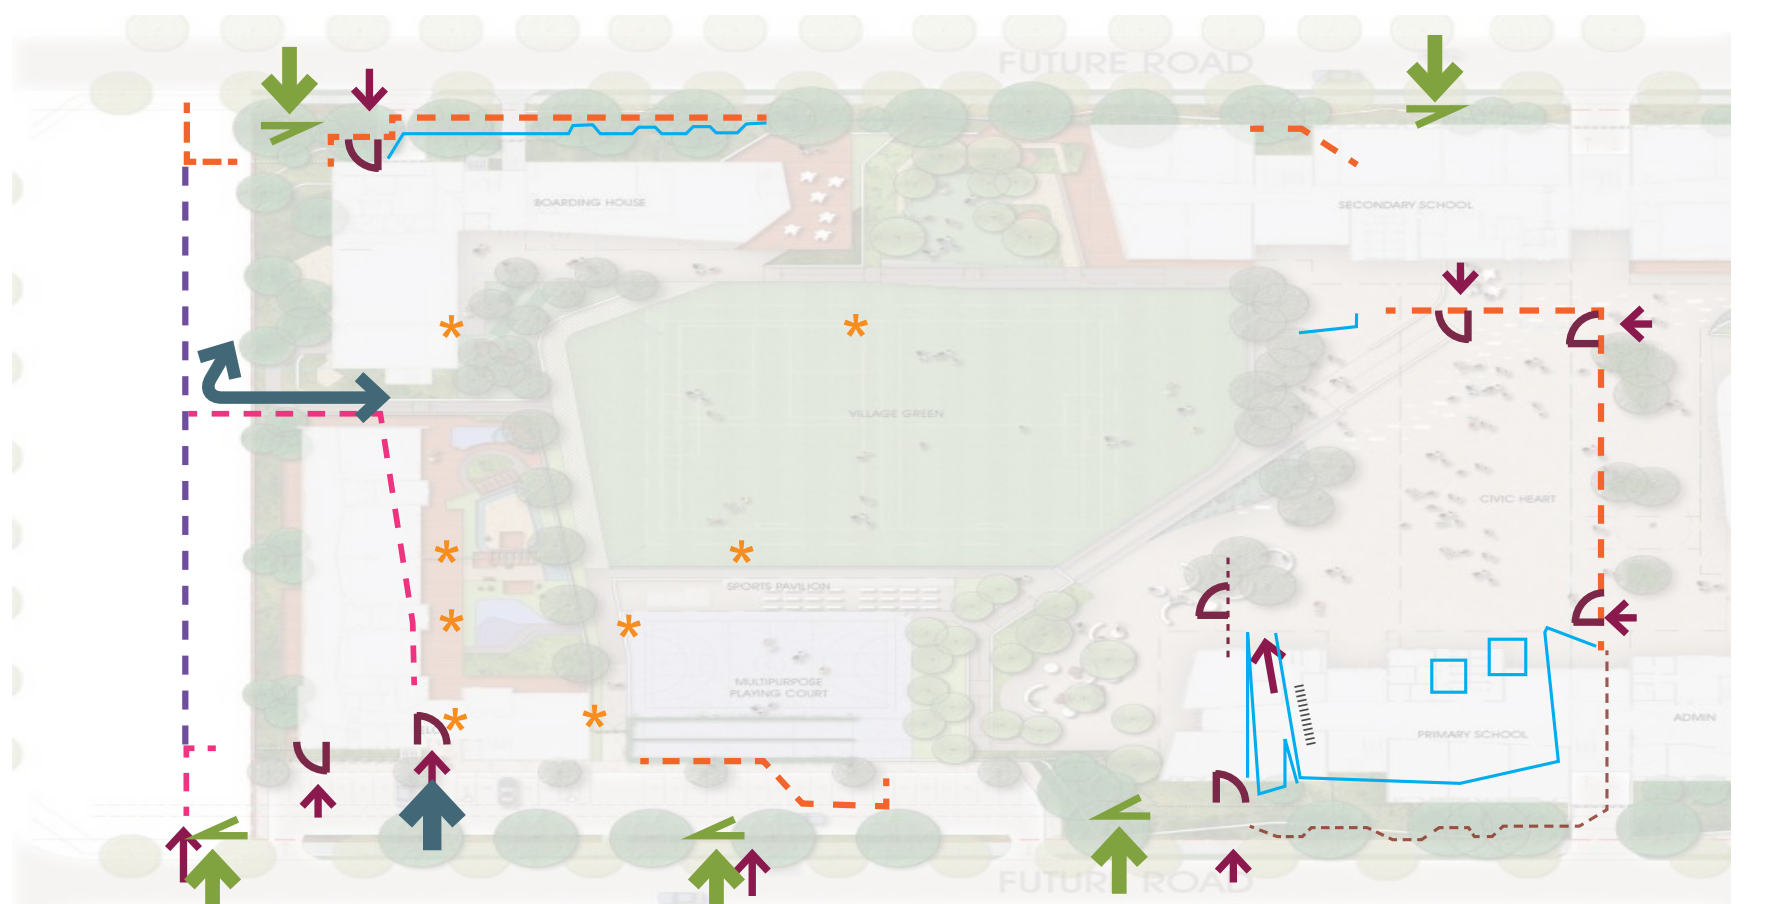 FUTURE ROAD
BOARDING HOUSE
SECONDARY SCHOOL
VILLAGE GREEN
CIVIC HEART
SPORTS PAVILION
MULTIPURPOSE
PLAYING COURT
ADMIN
PRIMARY SCHOOL
FUTURE ROAD